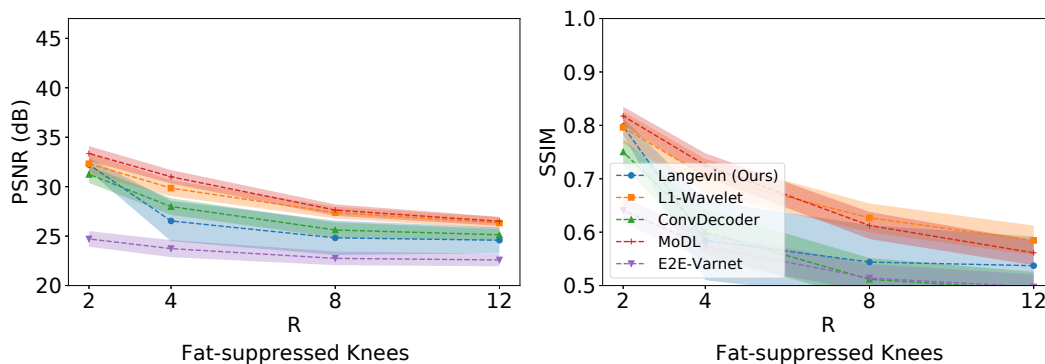 PSNR (dB)
45
40
35
30
25
20
2
4
8
12
R
Fat-suppressed Knees
SSIM
1.0
0.9
0.8
0.7
0.6
0.5
Langevin (Ours)
L1-Wavelet
ConvDecoder
MoDL
E2E-Varnet
2
4
8
12
R
Fat-suppressed Knees